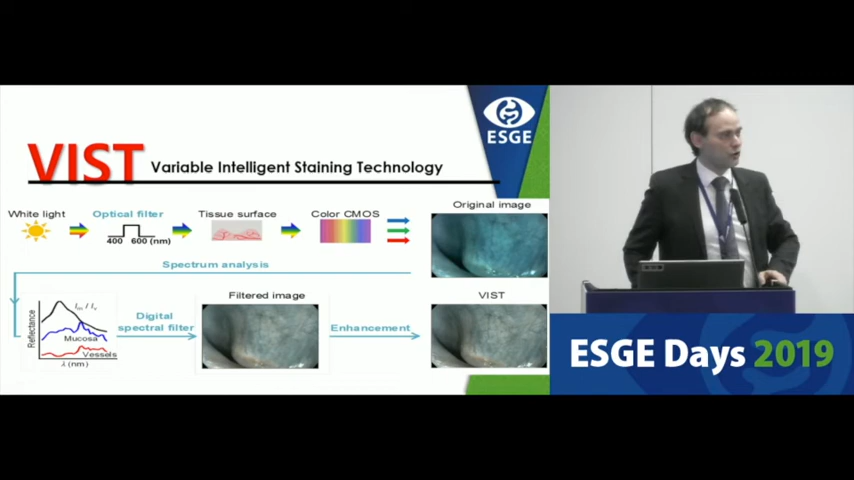 ESGE
VIST Variable Intelligent Staining Technology
White light
Optical filter
400 600 (nm)
Tissue surface
Color CMOS
Original image
Spectrum analysis
Reflectance
Mucosa
Vessels
λ (nm)
Digital
spectral filter
Filtered image
Enhancement
VIST
ESGE Days 2019